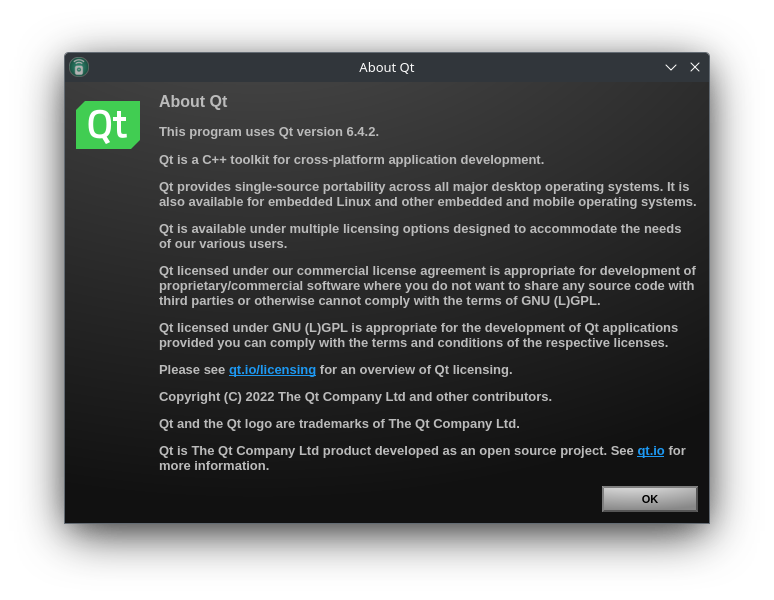 About Qt
Qt
About Qt
This program uses Qt version 6.4.2.
Qt is a C++ toolkit for cross-platform application development.
Qt provides single-source portability across all major desktop operating systems. It is
also available for embedded Linux and other embedded and mobile operating systems.
Qt is available under multiple licensing options designed to accommodate the needs
of our various users.
Qt licensed under our commercial license agreement is appropriate for development of
proprietary/commercial software where you do not want to share any source code with
third parties or otherwise cannot comply with the terms of GNU (L)GPL.
Qt licensed under GNU (L)GPL is appropriate for the development of Qt applications
provided you can comply with the terms and conditions of the respective licenses.
Please see qt.io/licensing for an overview of Qt licensing.
Copyright (C) 2022 The Qt Company Ltd and other contributors.
Qt and the Qt logo are trademarks of The Qt Company Ltd.
Qt is The Qt Company Ltd product developed as an open source project. See qt.io for
more information.
OK